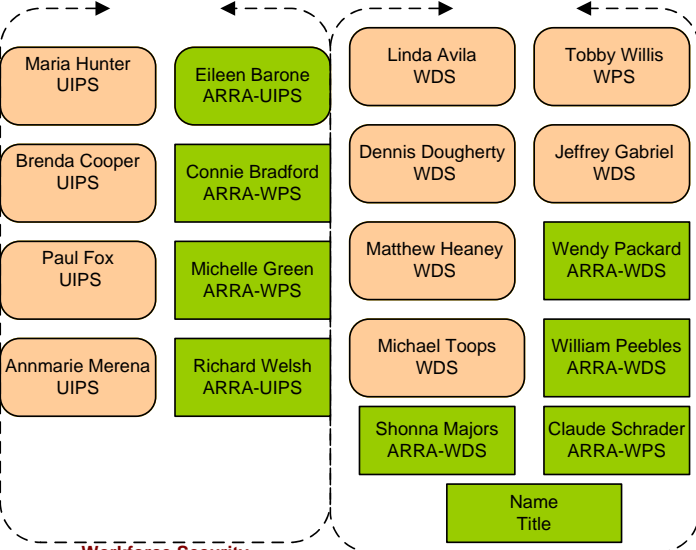 Maria Hunter
UIPS
Eileen Barone
ARRA-UIPS
Brenda Cooper
UIPS
Connie Bradford
ARRA-WPS
Paul Fox
UIPS
Michelle Green
ARRA-WPS
Annmarie Merena
UIPS
Richard Welsh
ARRA-UIPS
Workforce Security
Linda Avila
WDS
Tobby Willis
WPS
Dennis Dougherty
WDS
Jeffrey Gabriel
WDS
Matthew Heaney
WDS
Wendy Packard
ARRA-WDS
Michael Toops
WDS
William Peebles
ARRA-WDS
Shonna Majors
ARRA-WDS
Claude Schrader
ARRA-WPS
Name
Title